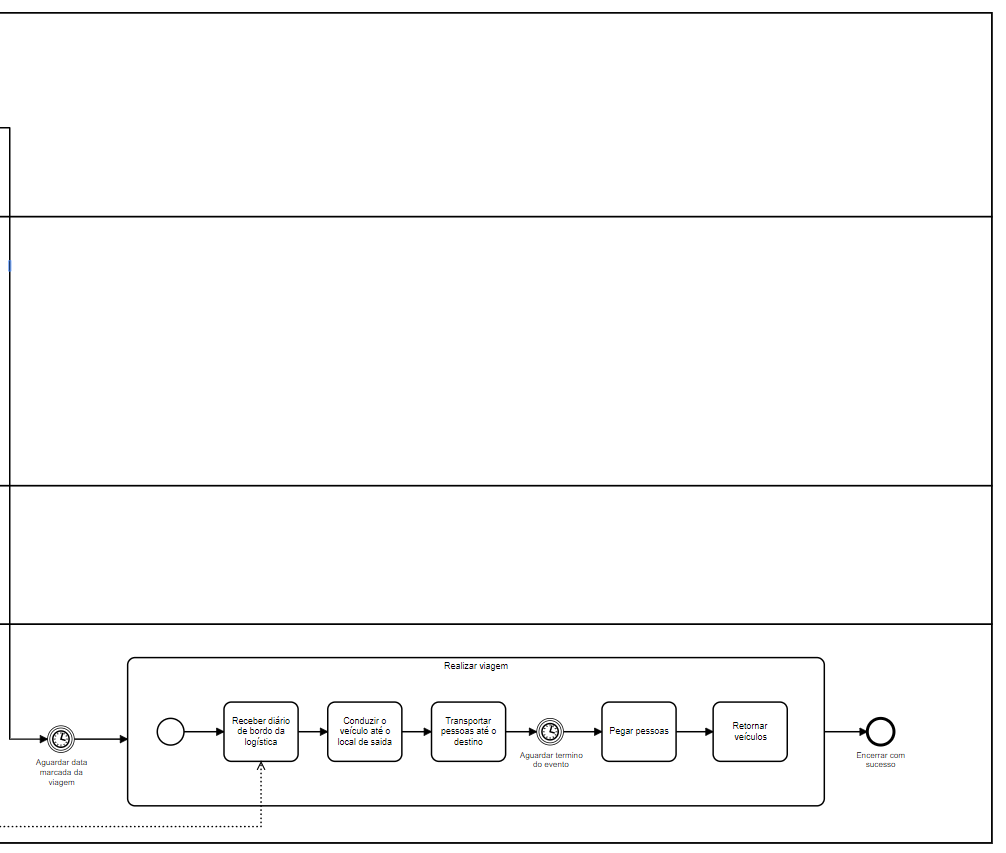 Realizar viagem
Receber diário
de bordo da
logística
Conduzir o
veículo até o
local de saida
Transportar
pessoas até o
destino
Aguardar termino
do evento
Pegar pessoas
Retornar
veículos
Encerrar com
sucesso
Aguardar data
marcada da
viagem